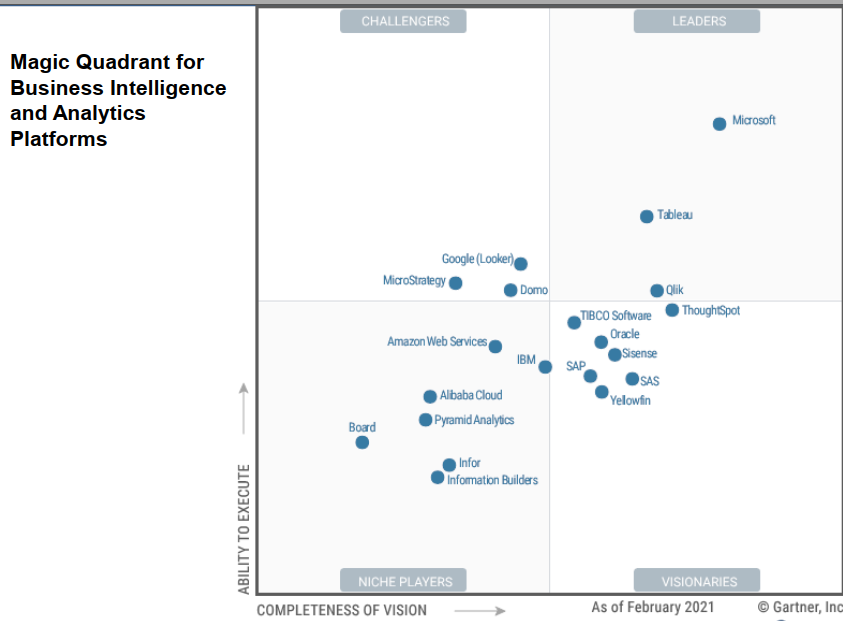 Magic Quadrant for
Business Intelligence
and Analytics
Platforms
CHALLENGERS
LEADERS
Microsoft
Tableau
Google (Looker)
MicroStrategy
Domo
Qlik
ThoughtSpot
TIBCO Software
Oracle
Amazon Web Services
Sisense
IBM
SAP
SAS
Yellowfin
Alibaba Cloud
Pyramid Analytics
Board
Infor
Information Builders
ABILITY TO EXECUTE
NICHE PLAYERS
VISIONARIES
COMPLETENESS OF VISION
As of February 2021
© Gartner, Inc